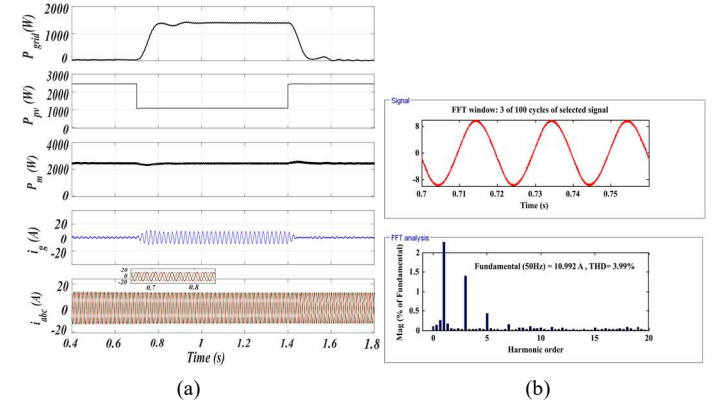 2000
1000
0
P_grid (W)
3000
2000
1000
0
P_pv (W)
4000
2000
0
P_m (W)
20
0
-20
i_g (A)
20
0
-20
0.7 0.8
20
0
-20
i_abc (A)
0.4 0.6 0.8 1 1.2 1.4 1.6 1.8
Time (s)
(a)
Signal
FFT window: 3 of 100 cycles of selected signal
8
0
-8
0.7 0.71 0.72 0.73 0.74 0.75
Time (s)
FFT analysis
Fundamental (50Hz) = 10.992 A , THD= 3.99%
2
1.5
1
0.5
0
Mag (% of Fundamental)
0 5 10 15 20
Harmonic order
(b)